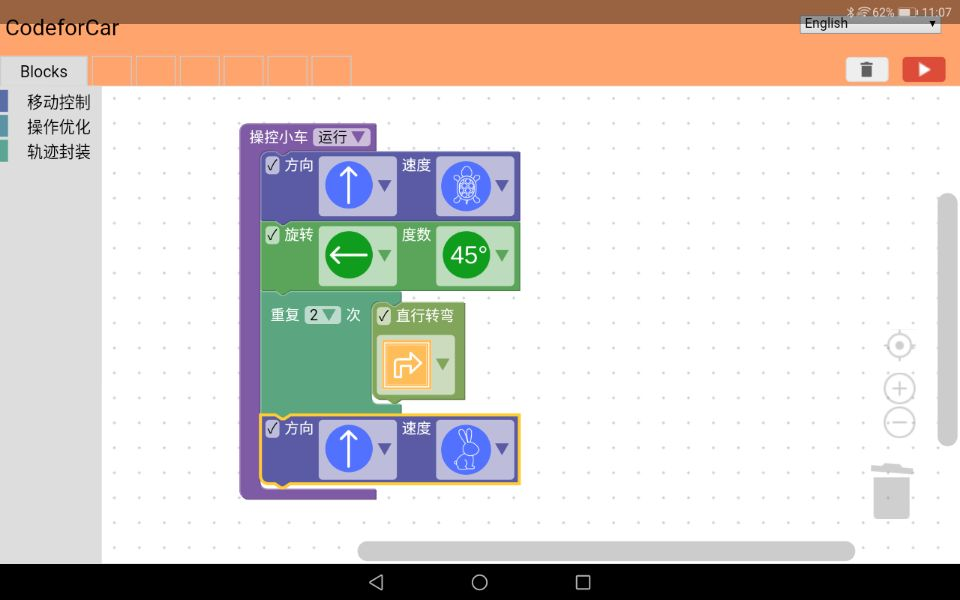 62% 11:07
CodeforCar
English
Blocks
移动控制
操作优化
轨迹封装
操控小车 运行
方向 速度
旋转 度数 45°
重复 2 次 直行转弯
方向 速度